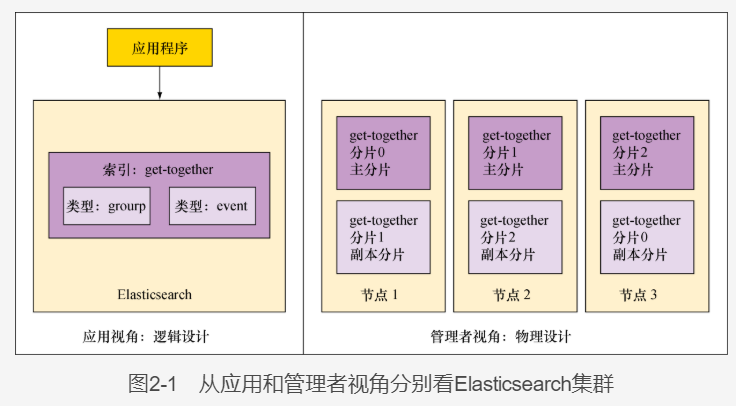 应用程序
索引：get-together
类型：grourp
类型：event
Elasticsearch
应用视角：逻辑设计
get-together
分片0
主分片
get-together
分片1
副本分片
节点 1
get-together
分片1
主分片
get-together
分片2
副本分片
节点 2
get-together
分片2
主分片
get-together
分片0
副本分片
节点 3
管理者视角：物理设计
图2-1 从应用和管理者视角分别看Elasticsearch集群